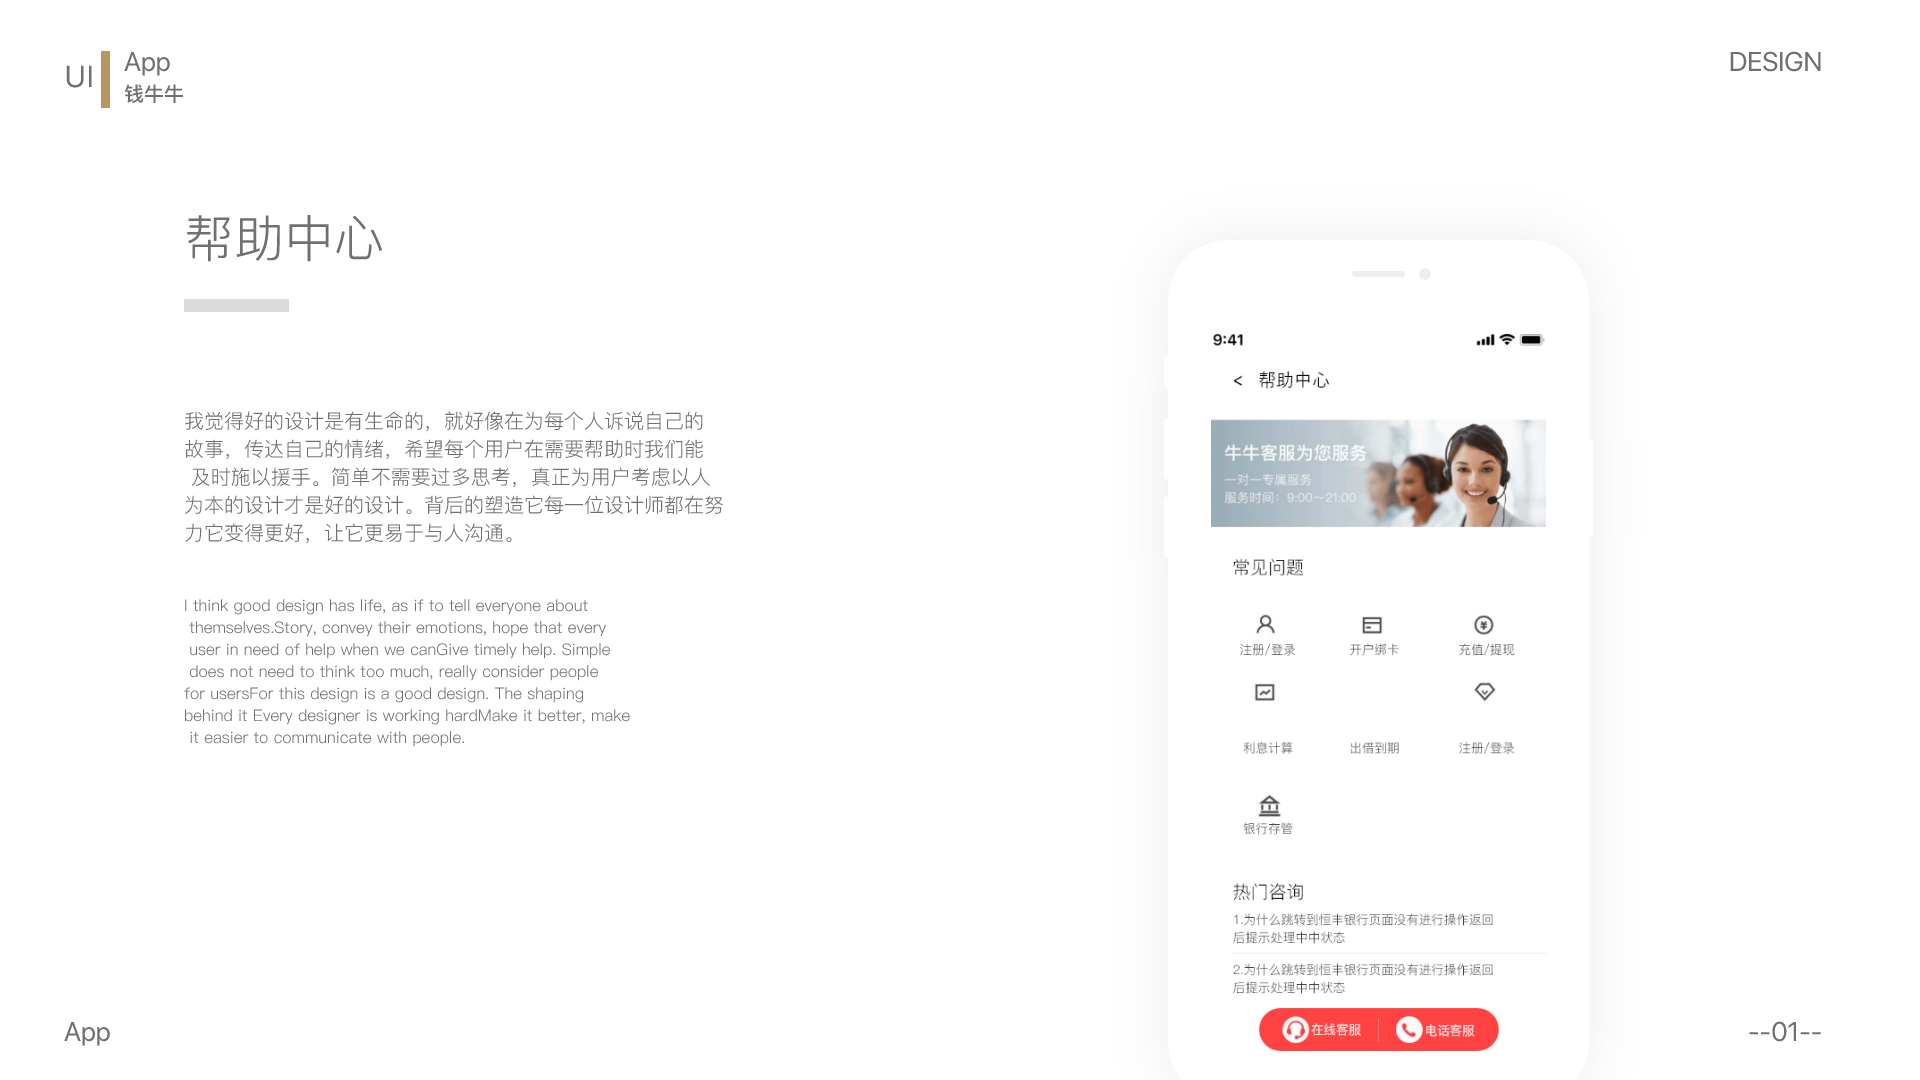 UI
App
钱牛牛
DESIGN
帮助中心
我觉得好的设计是有生命的，就好像在为每个人诉说自己的
故事，传达自己的情绪，希望每个用户在需要帮助时我们能
及时施以援手。简单不需要过多思考，真正为用户考虑以人
为本的设计才是好的设计。背后的塑造它每一位设计师都在努
力它变得更好，让它更易于与人沟通。
I think good design has life, as if to tell everyone about
themselves.Story, convey their emotions, hope that every
user in need of help when we canGive timely help. Simple
does not need to think too much, really consider people
for usersFor this design is a good design. The shaping
behind it Every designer is working hardMake it better, make
it easier to communicate with people.
9:41
< 帮助中心
牛牛客服为您服务
一对一专属服务
服务时间：9:00～21:00
常见问题
注册/登录 开户绑卡 充值/提现
利息计算 出借到期 注册/登录
银行存管
热门咨询
1.为什么跳转到恒丰银行页面没有进行操作返回
后提示处理中中状态
2.为什么跳转到恒丰银行页面没有进行操作返回
后提示处理中中状态
在线客服 电话客服
App
--01--